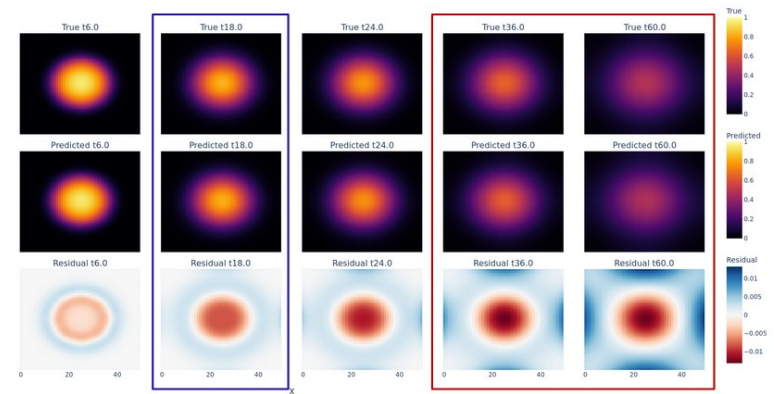 True
True t6.0 True t18.0 True t24.0 True t36.0 True t60.0
1
0.8
0.6
0.4
0.2
0
Predicted
Predicted t6.0 Predicted t18.0 Predicted t24.0 Predicted t36.0 Predicted t60.0
1
0.8
0.6
0.4
0.2
0
Residual
Residual t6.0 Residual t18.0 Residual t24.0 Residual t36.0 Residual t60.0
0.01
0.005
0
−0.005
−0.01
0 20 40 0 20 40 0 20 40 0 20 40 0 20 40
X